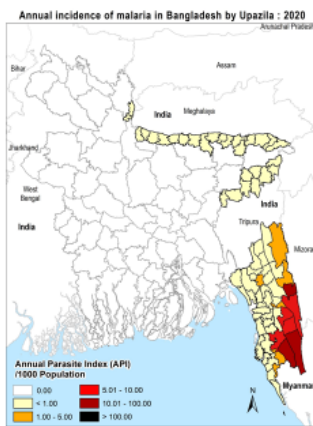 Annual incidence of malaria in Bangladesh by Upazila : 2020
Arunachal Pradesh
Bihar
Assam
India
Meghalaya
Jharkhand
West
Bengal
India
Tripura
India
Mizora
Annual Parasite Index (API)
/1000 Population
0.00
< 1.00
1.00 - 5.00
5.01 - 10.00
10.01 - 100.00
> 100.00
N
Myanmar